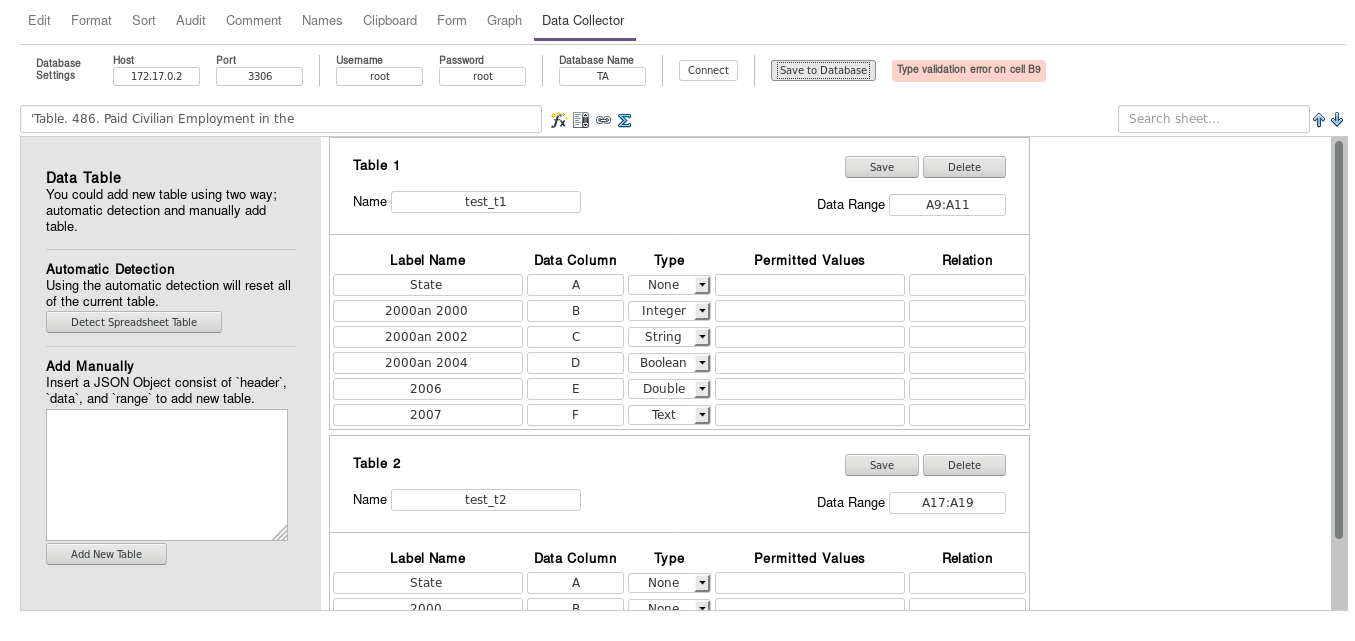 Edit Format Sort Audit Comment Names Clipboard Form Graph Data Collector
Database Settings
Host
172.17.0.2
Port
3306
Username
root
Password
root
Database Name
TA
Connect
Save to Database
Type validation error on cell B9
'Table. 486. Paid Civilian Employment in the
Search sheet...
Data Table
You could add new table using two way;
automatic detection and manually add
table.
Automatic Detection
Using the automatic detection will reset all
of the current table.
Detect Spreadsheet Table
Add Manually
Insert a JSON Object consist of `header`,
`data`, and `range` to add new table.
Add New Table
Table 1
Save Delete
Name test_t1
Data Range A9:A11
Label Name Data Column Type Permitted Values Relation
State A None
2000an 2000 B Integer
2000an 2002 C String
2000an 2004 D Boolean
2006 E Double
2007 F Text
Table 2
Save Delete
Name test_t2
Data Range A17:A19
Label Name Data Column Type Permitted Values Relation
State A None
2000 B None